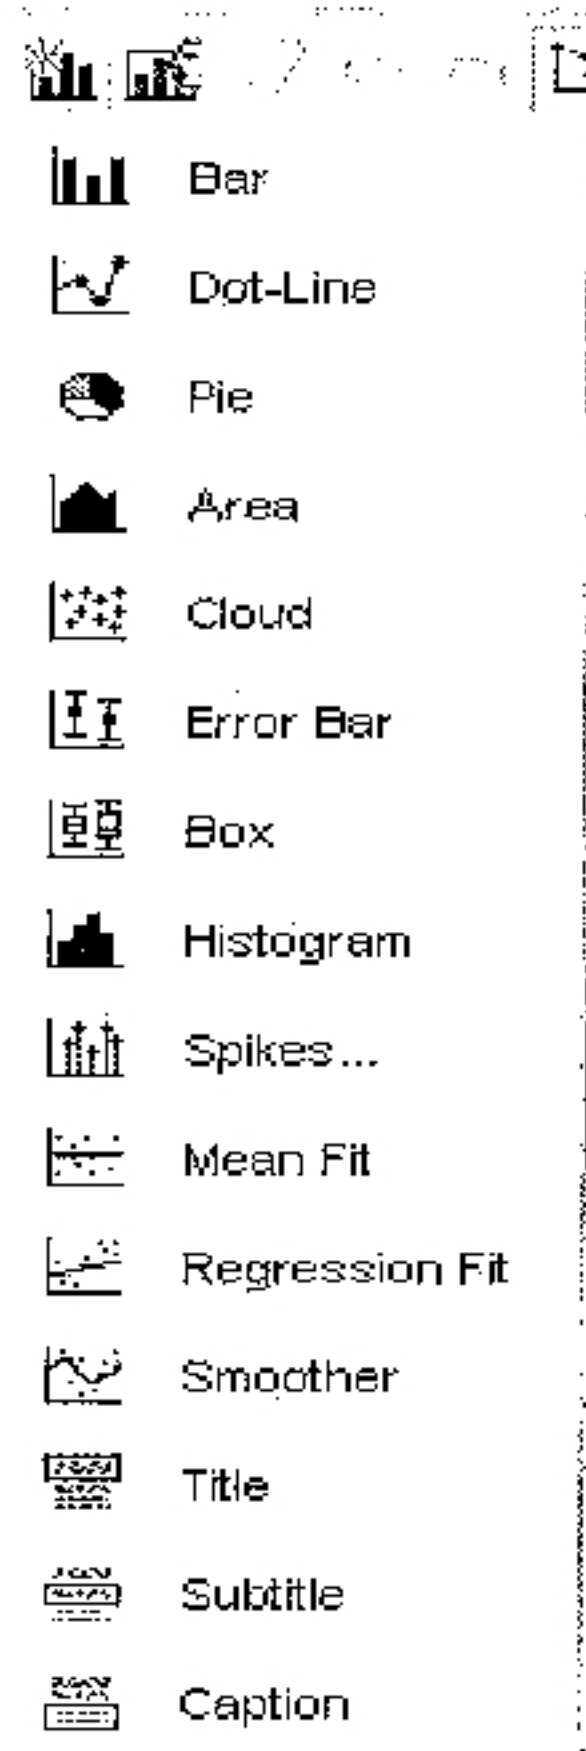 Bar
Dot-Line
Pie
Area
Cloud
Error Bar
Box
Histogram
Spikes...
Mean Fit
Regression Fit
Smoother
Title
Subtitle
Caption